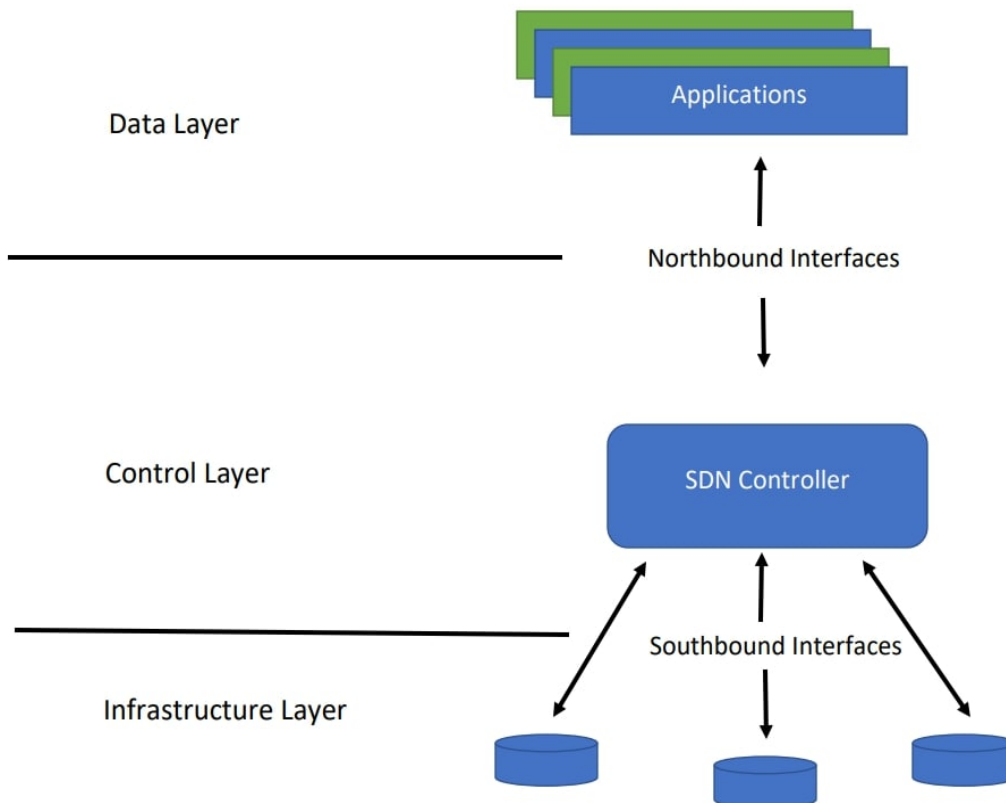 Applications
Data Layer
Northbound Interfaces
Control Layer
SDN Controller
Southbound Interfaces
Infrastructure Layer